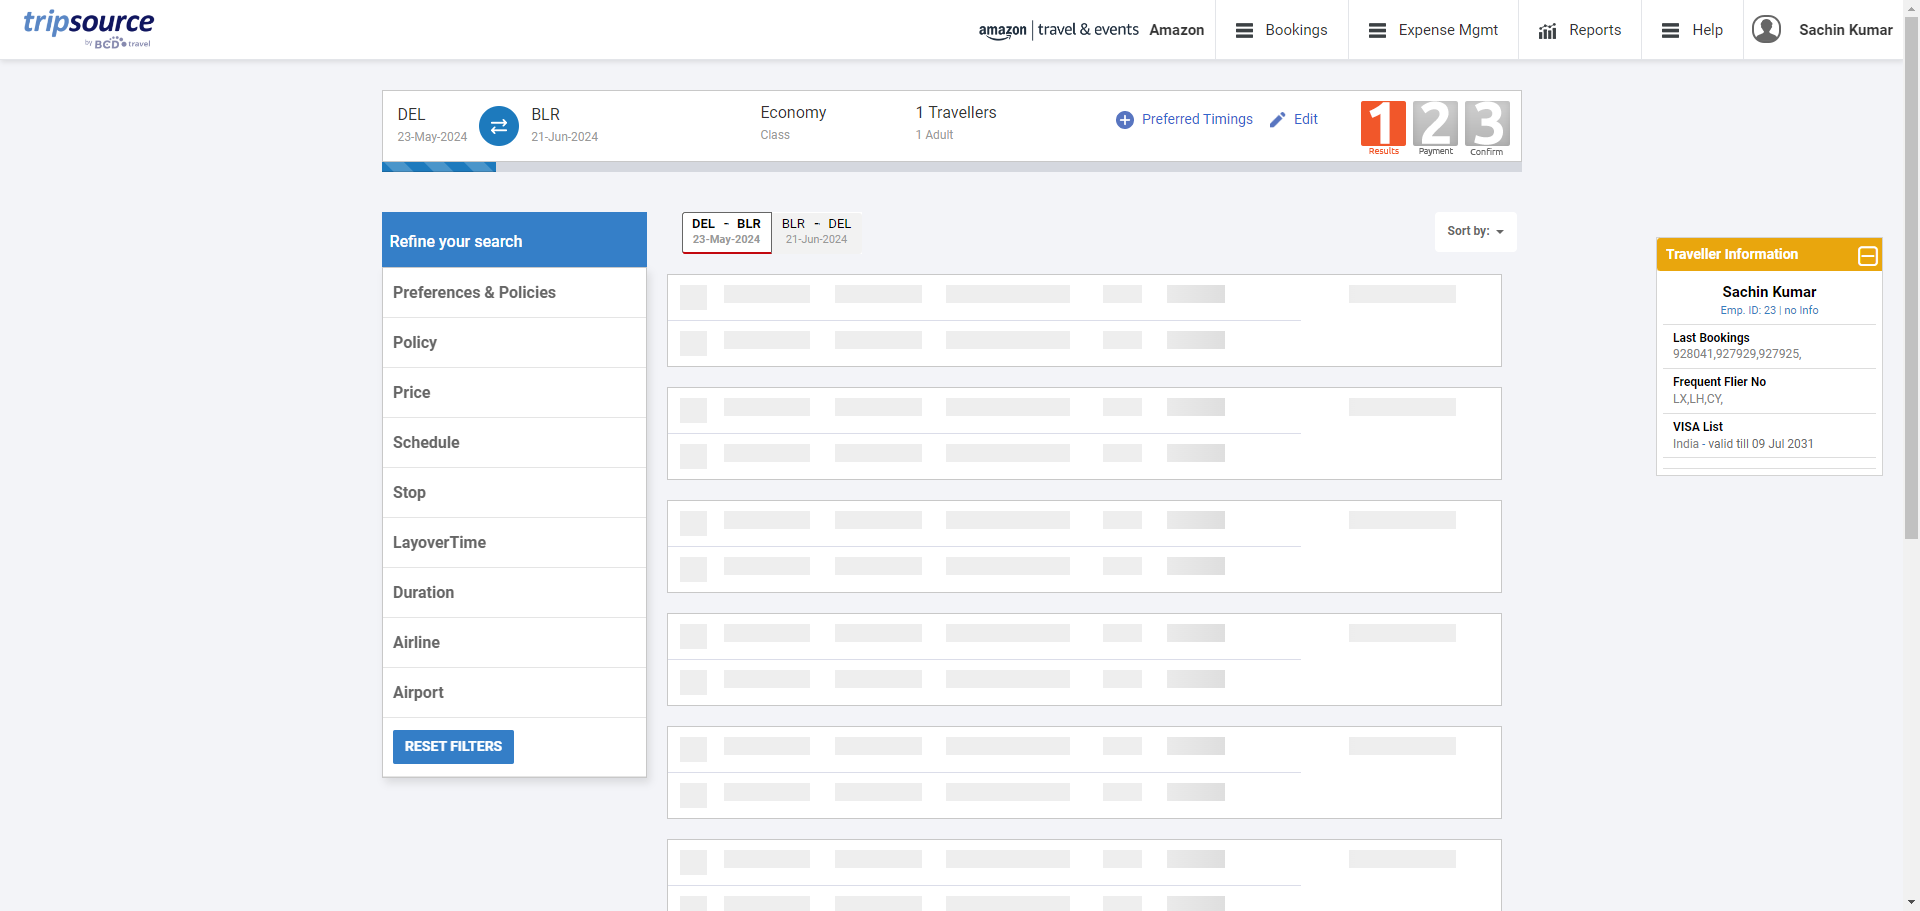 tripsource
by BCD travel
amazon | travel & events Amazon
Bookings
Expense Mgmt
Reports
Help
Sachin Kumar
DEL
23-May-2024
BLR
21-Jun-2024
Economy
Class
1 Travellers
1 Adult
Preferred Timings
Edit
1
Results
2
Payment
3
Confirm
Refine your search
Preferences & Policies
Policy
Price
Schedule
Stop
LayoverTime
Duration
Airline
Airport
RESET FILTERS
DEL - BLR
23-May-2024
BLR - DEL
21-Jun-2024
Sort by:
Traveller Information
Sachin Kumar
Emp. ID: 23 | no Info
Last Bookings
928041,927929,927925,
Frequent Flier No
LX,LH,CY,
VISA List
India - valid till 09 Jul 2031